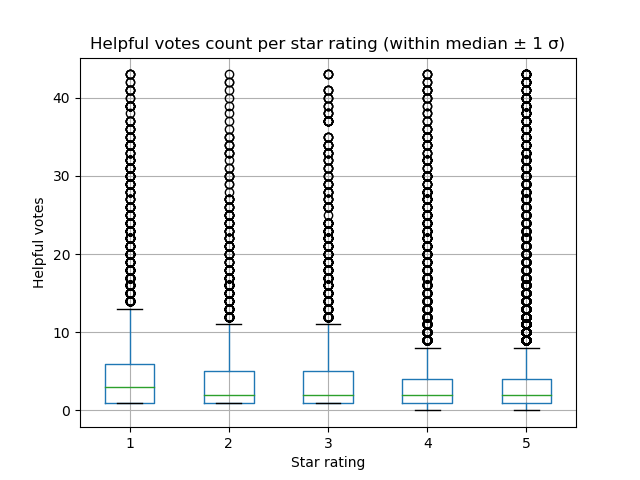 Helpful votes count per star rating (within median ± 1 σ)
Helpful votes
40
30
20
10
0
1 2 3 4 5
Star rating